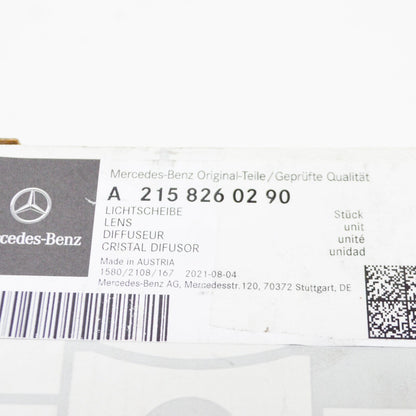 Mercedes-Benz Original-Teile/Geprüfte Qualität
A 215 826 02 90
LICHTSCHEIBE
LENS
DIFFUSEUR
CRISTAL DIFUSOR
Stück
unit
unité
unidad
rcedes-Benz
Made in AUSTRIA
1580/2108/167 2021-08-04
Mercedes-Benz AG, Mercedesstr.120, 70372 Stuttgart, DE